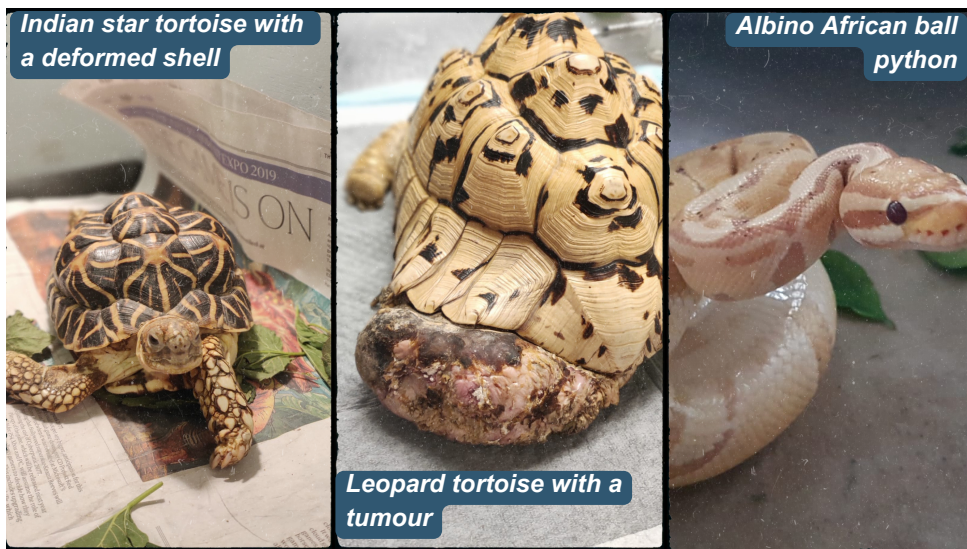 Indian star tortoise with
a deformed shell
EXPO 2019
IS ON
Leopard tortoise with a
tumour
Albino African ball
python